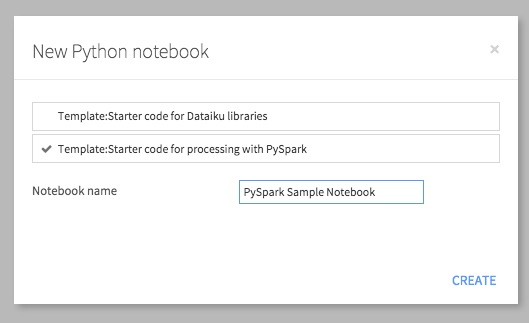 New Python notebook
×
Template:Starter code for Dataiku libraries
Template:Starter code for processing with PySpark
Notebook name
PySpark Sample Notebook
CREATE